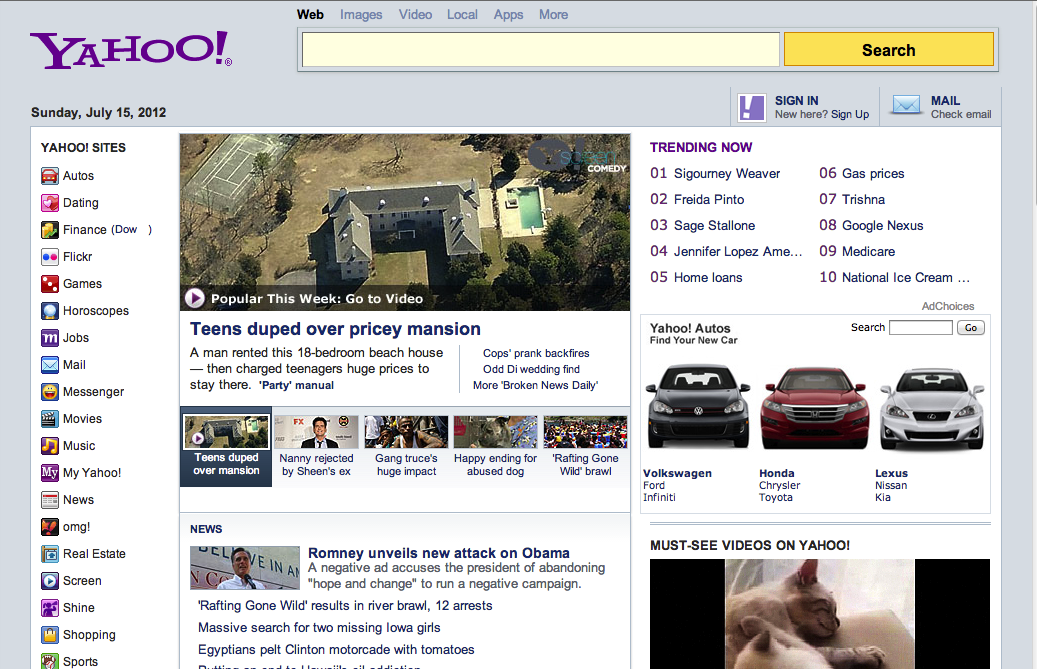 Web Images Video Local Apps More
YAHOO!®
Search
Sunday, July 15, 2012
SIGN IN
New here? Sign Up
MAIL
Check email
YAHOO! SITES
Autos
Dating
Finance (Dow )
Flickr
Games
Horoscopes
Jobs
Mail
Messenger
Movies
Music
My Yahoo!
News
omg!
Real Estate
Screen
Shine
Shopping
Sports
COMEDY
Popular This Week: Go to Video
Teens duped over pricey mansion
A man rented this 18-bedroom beach house
— then charged teenagers huge prices to
stay there. 'Party' manual
Cops' prank backfires
Odd Di wedding find
More 'Broken News Daily'
Teens duped
over mansion
Nanny rejected
by Sheen's ex
Gang truce's
huge impact
Happy ending for
abused dog
'Rafting Gone
Wild' brawl
NEWS
Romney unveils new attack on Obama
A negative ad accuses the president of abandoning
"hope and change" to run a negative campaign.
'Rafting Gone Wild' results in river brawl, 12 arrests
Massive search for two missing Iowa girls
Egyptians pelt Clinton motorcade with tomatoes
TRENDING NOW
01 Sigourney Weaver
02 Freida Pinto
03 Sage Stallone
04 Jennifer Lopez Ame...
05 Home loans
06 Gas prices
07 Trishna
08 Google Nexus
09 Medicare
10 National Ice Cream ...
AdChoices
Yahoo! Autos
Find Your New Car
Search Go
Volkswagen
Ford
Infiniti
Honda
Chrysler
Toyota
Lexus
Nissan
Kia
MUST-SEE VIDEOS ON YAHOO!